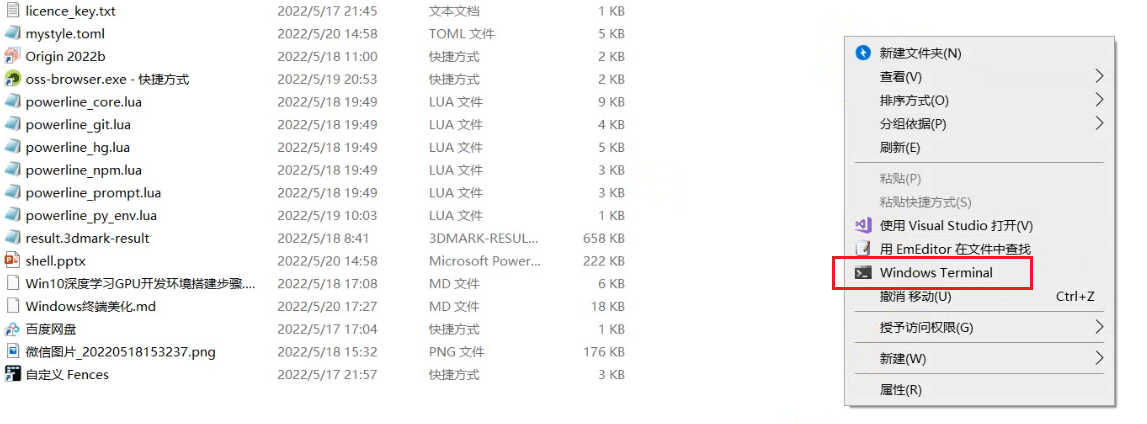 licence_key.txt 2022/5/17 21:45 文本文档 1 KB
mystyle.toml 2022/5/20 14:58 TOML 文件 5 KB
Origin 2022b 2022/5/18 11:00 快捷方式 2 KB
oss-browser.exe - 快捷方式 2022/5/19 20:53 快捷方式 2 KB
powerline_core.lua 2022/5/18 19:49 LUA 文件 9 KB
powerline_git.lua 2022/5/18 19:49 LUA 文件 4 KB
powerline_hg.lua 2022/5/18 19:49 LUA 文件 5 KB
powerline_npm.lua 2022/5/18 19:49 LUA 文件 3 KB
powerline_prompt.lua 2022/5/18 19:49 LUA 文件 3 KB
powerline_py_env.lua 2022/5/19 10:03 LUA 文件 1 KB
result.3dmark-result 2022/5/18 8:41 3DMARK-RESUL... 658 KB
shell.pptx 2022/5/20 14:58 Microsoft Power... 222 KB
Win10深度学习GPU开发环境搭建步骤.... 2022/5/18 17:08 MD 文件 6 KB
Windows终端美化.md 2022/5/20 17:27 MD 文件 18 KB
百度网盘 2022/5/17 17:04 快捷方式 1 KB
微信图片_20220518153237.png 2022/5/18 15:32 PNG 文件 176 KB
自定义 Fences 2022/5/17 21:57 快捷方式 3 KB
新建文件夹(N)
查看(V)
排序方式(O)
分组依据(P)
刷新(E)
粘贴(P)
粘贴快捷方式(S)
使用 Visual Studio 打开(V)
用 EmEditor 在文件中查找
Windows Terminal
撤消 移动(U) Ctrl+Z
授予访问权限(G)
新建(W)
属性(R)